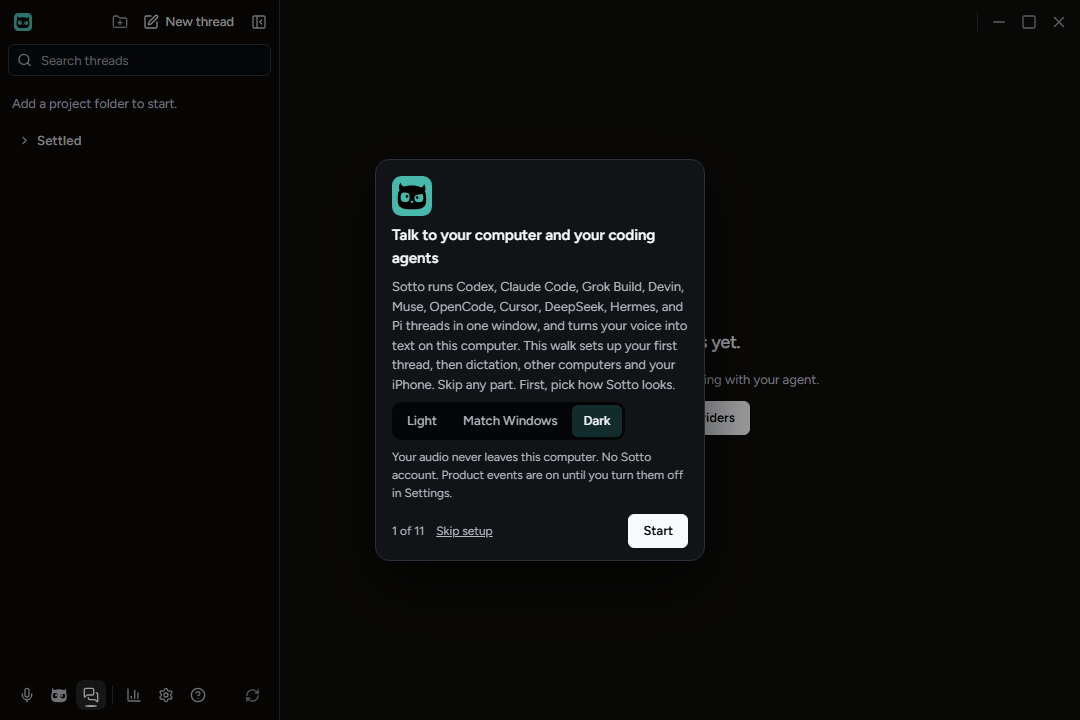 New thread
Search threads
Add a project folder to start.
Settled
Talk to your computer and your coding
agents
Sotto runs Codex, Claude Code, Grok Build, Devin,
Muse, OpenCode, Cursor, DeepSeek, Hermes, and
Pi threads in one window, and turns your voice into
text on this computer. This walk sets up your first
thread, then dictation, other computers and your
iPhone. Skip any part. First, pick how Sotto looks.
Light Match Windows Dark
Your audio never leaves this computer. No Sotto
account. Product events are on until you turn them off
in Settings.
1 of 11 Skip setup Start
yet.
with your agent.